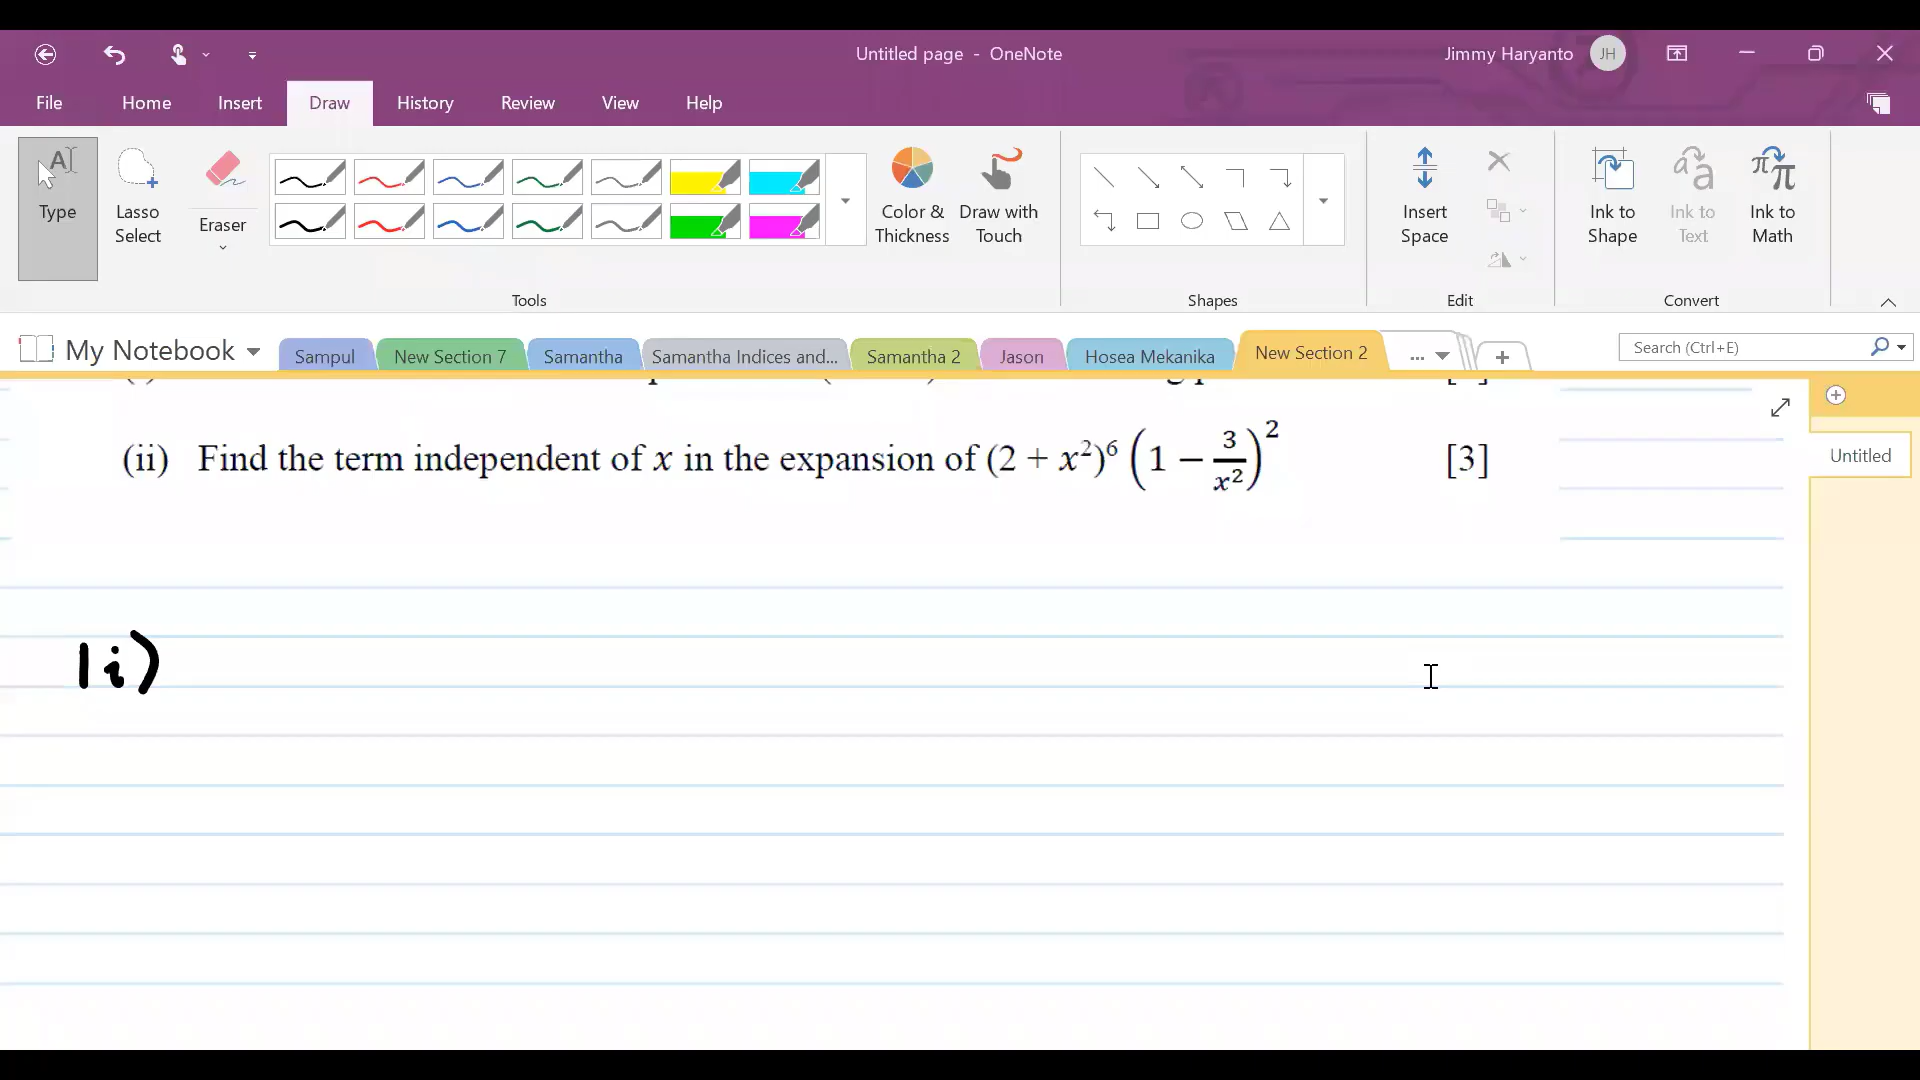 Untitled page - OneNote
Jimmy Haryanto JH
File Home Insert Draw History Review View Help
Type
Lasso Select
Eraser
Color & Thickness
Draw with Touch
Insert Space
Ink to Shape
Ink to Text
Ink to Math
Tools Shapes Edit Convert
My Notebook Sampul New Section 7 Samantha Samantha Indices and... Samantha 2 Jason Hosea Mekanika New Section 2 ... Search (Ctrl+E)
(ii) Find the term independent of x in the expansion of (2 + x²)⁶ (1 − 3/x²)² [3]
Untitled
1i)